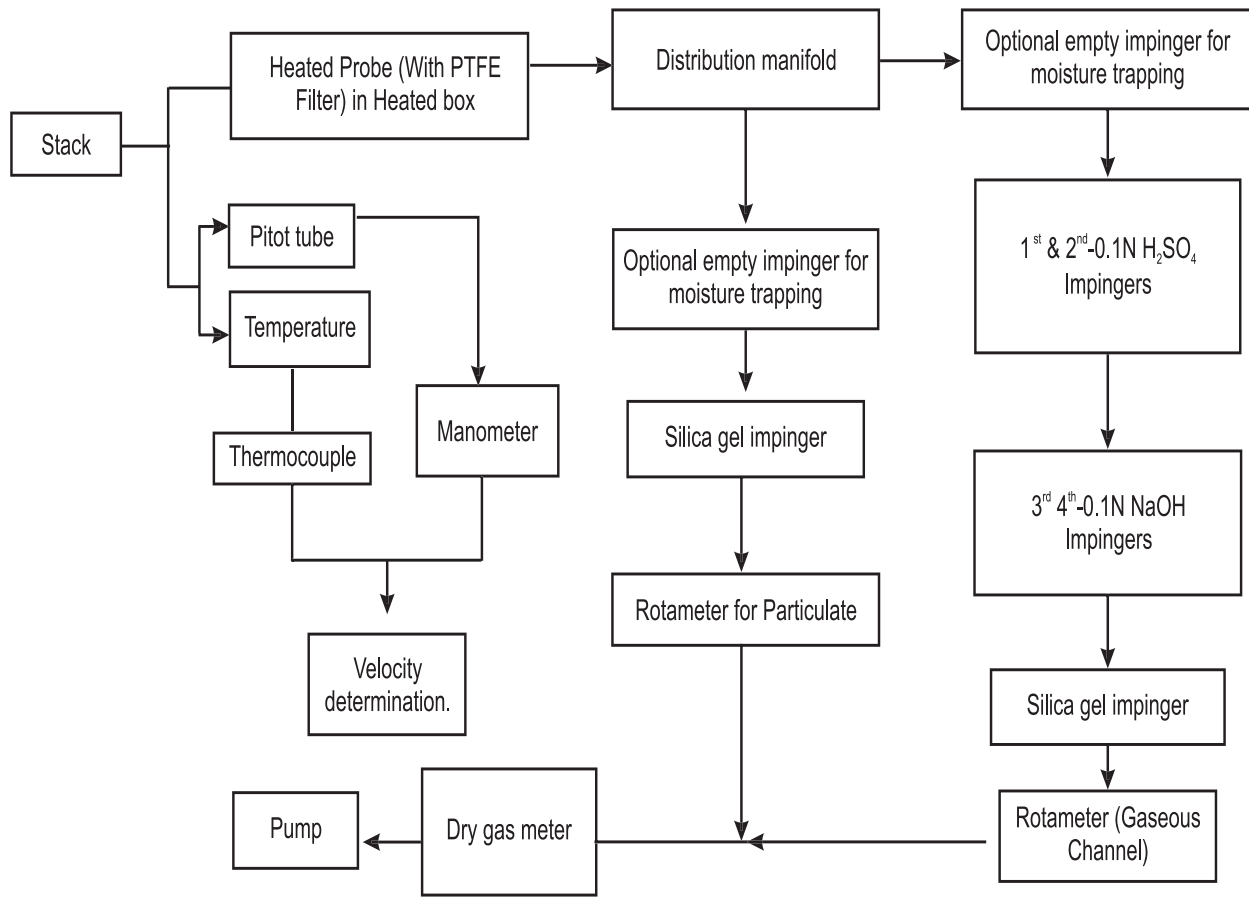 Stack
Heated Probe (With PTFE
Filter) in Heated box
Distribution manifold
Optional empty impinger for
moisture trapping
Pitot tube
Temperature
Thermocouple
Manometer
Velocity
determination.
Optional empty impinger for
moisture trapping
Silica gel impinger
Rotameter for Particulate
1ˢᵗ & 2ⁿᵈ-0.1N H₂SO₄
Impingers
3ʳᵈ 4ᵗʰ-0.1N NaOH
Impingers
Silica gel impinger
Rotameter (Gaseous
Channel)
Dry gas meter
Pump